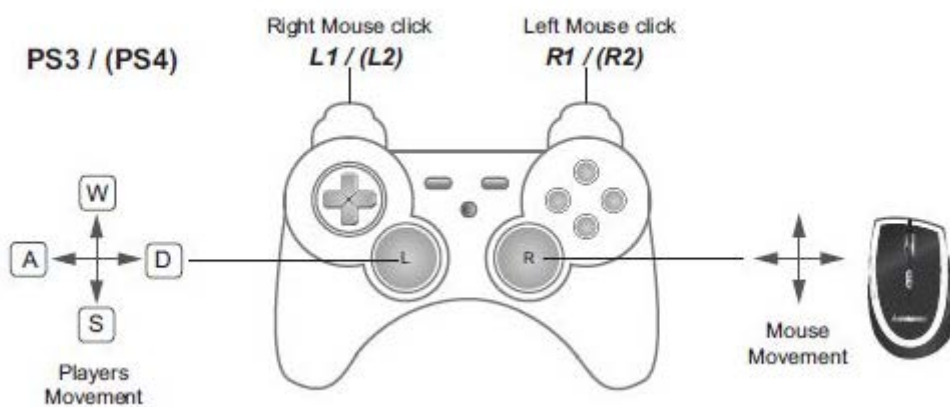 Right Mouse click
L1 / (L2)
Left Mouse click
R1 / (R2)
PS3 / (PS4)
W
A
D
S
Players
Movement
L
R
Mouse
Movement